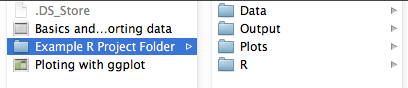 .DS_Store
Basics and...orting data
Example R Project Folder
Ploting with ggplot
Data
Output
Plots
R